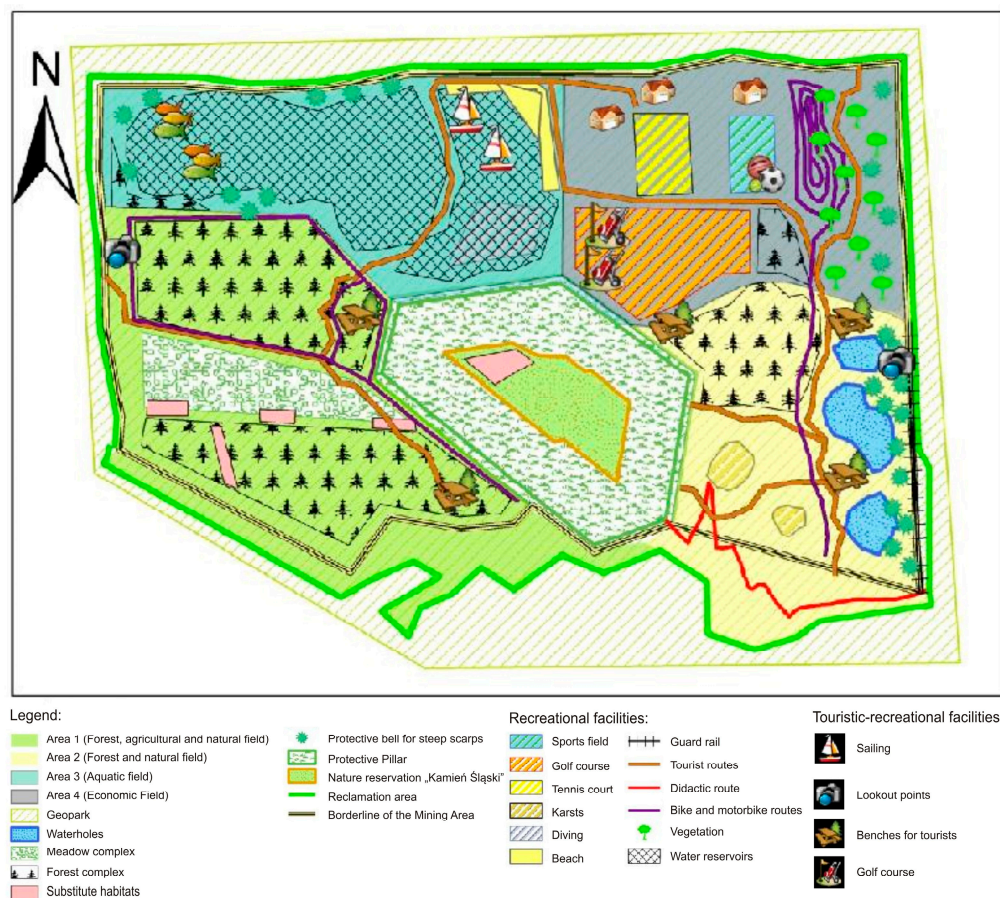 N
Legend:
Area 1 (Forest, agricultural and natural field)
Area 2 (Forest and natural field)
Area 3 (Aquatic field)
Area 4 (Economic Field)
Geopark
Waterholes
Meadow complex
Forest complex
Substitute habitats
Protective bell for steep scarps
Protective Pillar
Nature reservation „Kamień Śląski"
Reclamation area
Borderline of the Mining Area
Recreational facilities:
Sports field
Golf course
Tennis court
Karsts
Diving
Beach
Guard rail
Tourist routes
Didactic route
Bike and motorbike routes
Vegetation
Water reservoirs
Touristic-recreational facilities
Sailing
Lookout points
Benches for tourists
Golf course